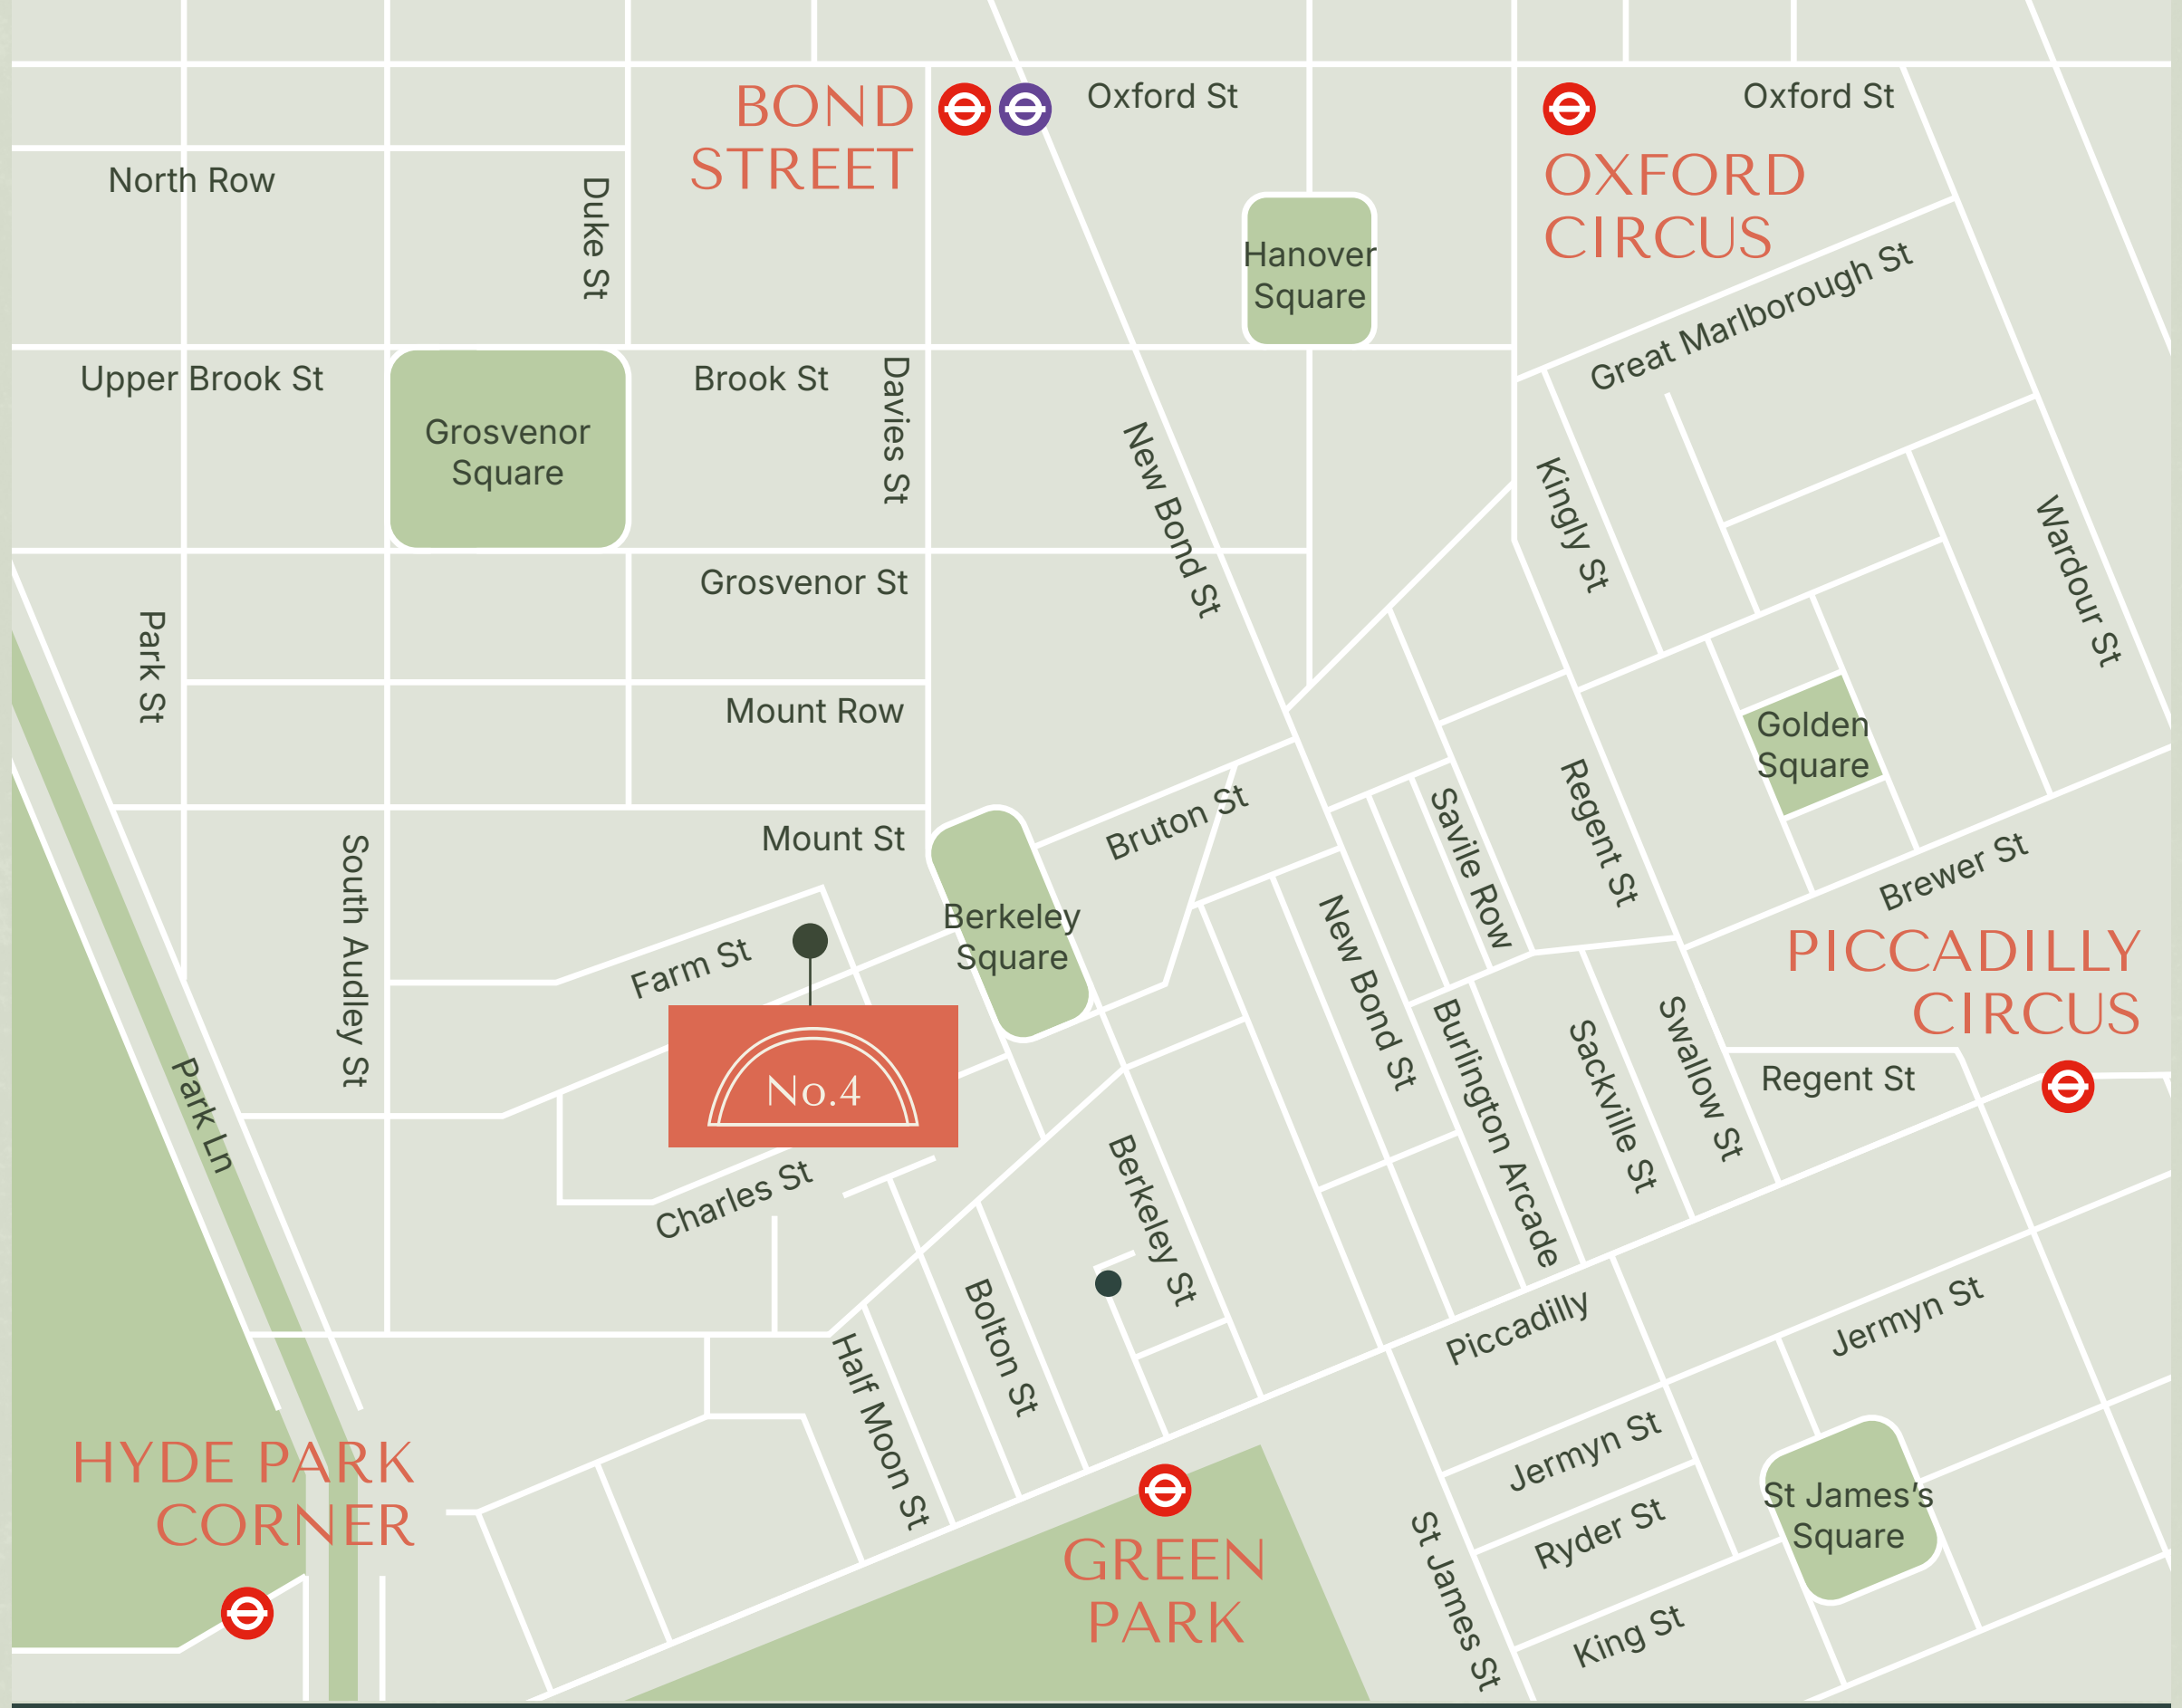 BOND
STREET
Oxford St
Oxford St
OXFORD
CIRCUS
North Row
Duke St
Hanover
Square
Great Marlborough St
Upper Brook St
Grosvenor
Square
Brook St
Davies St
New Bond St
Kingly St
Wardour St
Grosvenor St
Park St
Mount Row
Golden
Square
Mount St
Bruton St
Savile Row
Regent St
Brewer St
South Audley St
Farm St
Berkeley
Square
New Bond St
PICCADILLY
CIRCUS
Burlington Arcade
Sackville St
Swallow St
Regent St
Park Ln
No.4
Charles St
Berkeley St
Bolton St
Half Moon St
Piccadilly
Jermyn St
HYDE PARK
CORNER
GREEN
PARK
Jermyn St
Ryder St
St James's
Square
St James St
King St